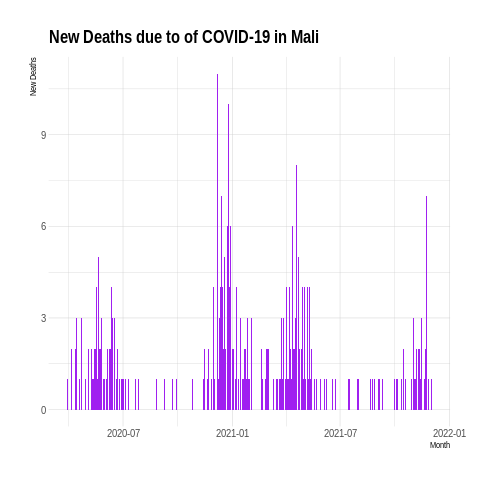 New Deaths due to of COVID-19 in Mali
New Deaths
9
6
3
0
2020-07 2021-01 2021-07 2022-01
Month